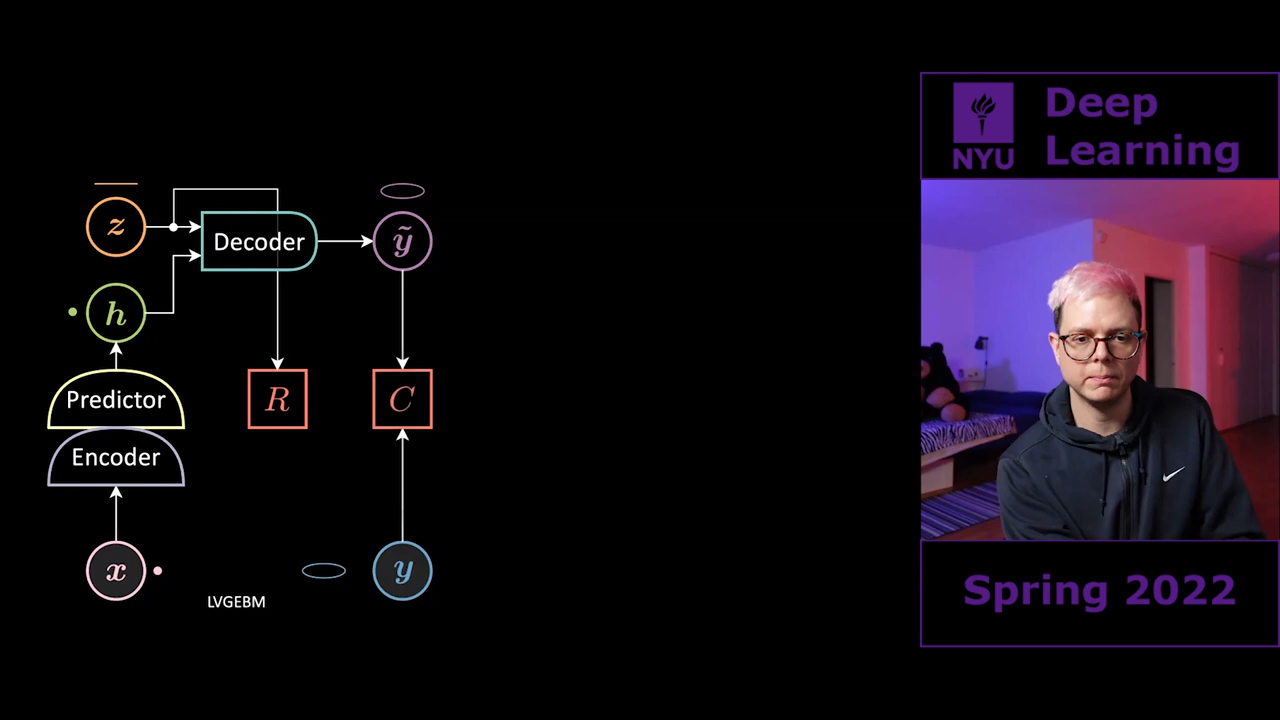 z
Decoder
ỹ
h
Predictor
R
C
Encoder
x
y
LVGEBM
NYU
Deep
Learning
Spring 2022